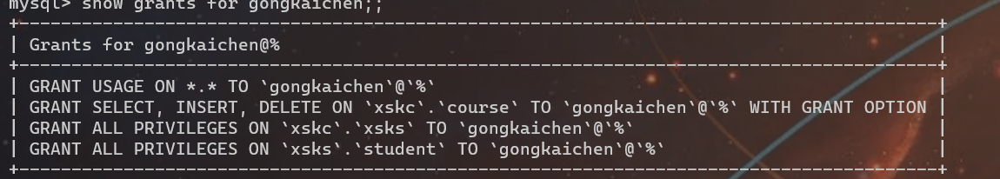 mysql> show grants for gongkaichen;;
+----------------------------------------------------------------------------------------+
| Grants for gongkaichen@% |
+----------------------------------------------------------------------------------------+
| GRANT USAGE ON *.* TO `gongkaichen`@`%` |
| GRANT SELECT, INSERT, DELETE ON `xskc`.`course` TO `gongkaichen`@`%` WITH GRANT OPTION |
| GRANT ALL PRIVILEGES ON `xskc`.`xsks` TO `gongkaichen`@`%` |
| GRANT ALL PRIVILEGES ON `xsks`.`student` TO `gongkaichen`@`%` |
+----------------------------------------------------------------------------------------+